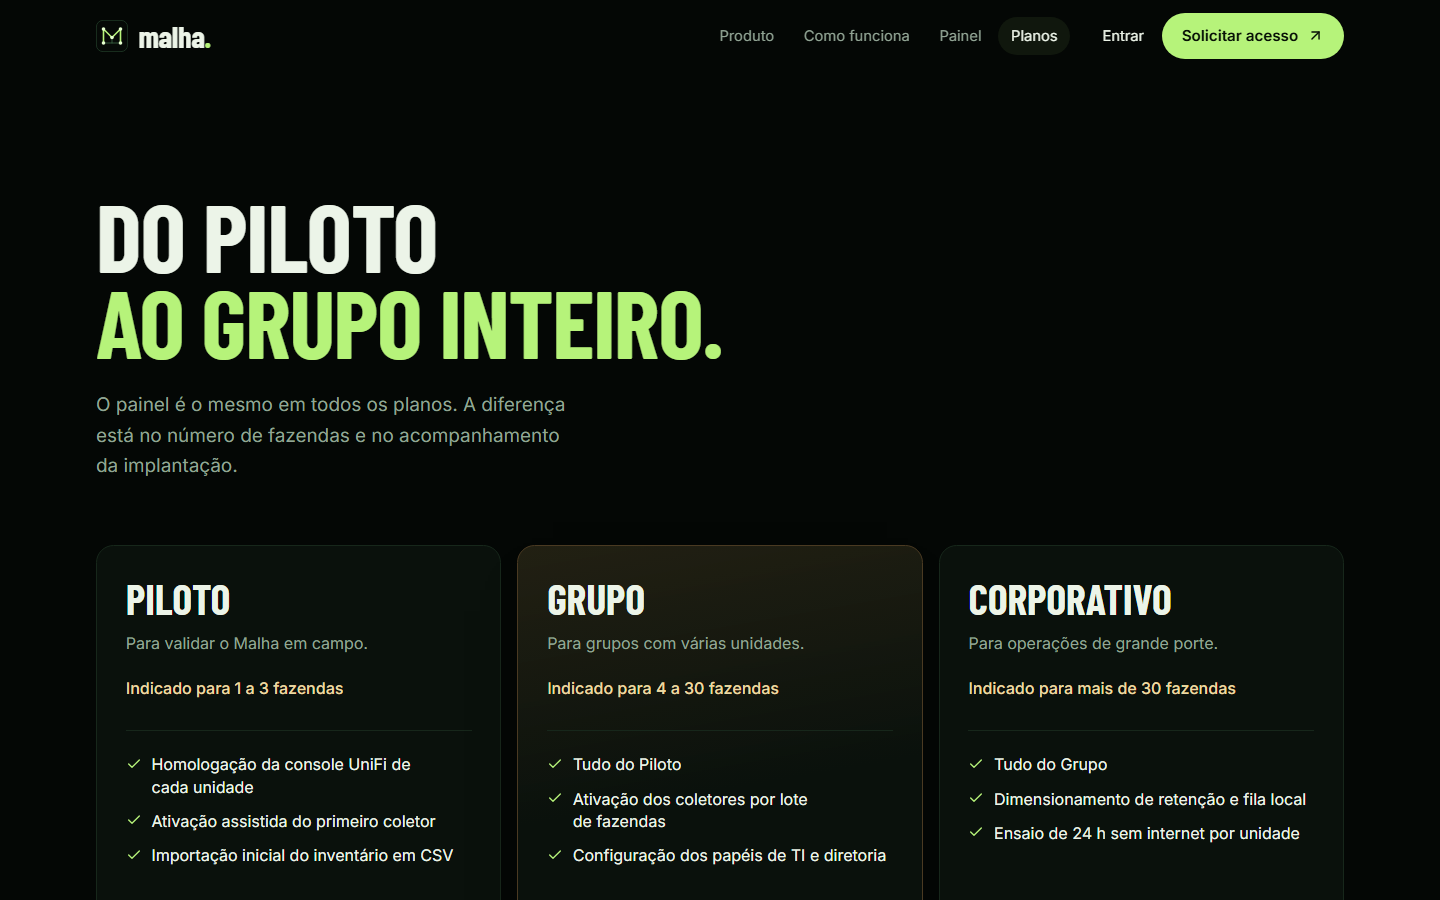 malha.
Produto
Como funciona
Painel
Planos
Entrar
Solicitar acesso
DO PILOTO
AO GRUPO INTEIRO.
O painel é o mesmo em todos os planos. A diferença
está no número de fazendas e no acompanhamento
da implantação.
PILOTO
Para validar o Malha em campo.
Indicado para 1 a 3 fazendas
Homologação da console UniFi de
cada unidade
Ativação assistida do primeiro coletor
Importação inicial do inventário em CSV
GRUPO
Para grupos com várias unidades.
Indicado para 4 a 30 fazendas
Tudo do Piloto
Ativação dos coletores por lote
de fazendas
Configuração dos papéis de TI e diretoria
CORPORATIVO
Para operações de grande porte.
Indicado para mais de 30 fazendas
Tudo do Grupo
Dimensionamento de retenção e fila local
Ensaio de 24 h sem internet por unidade